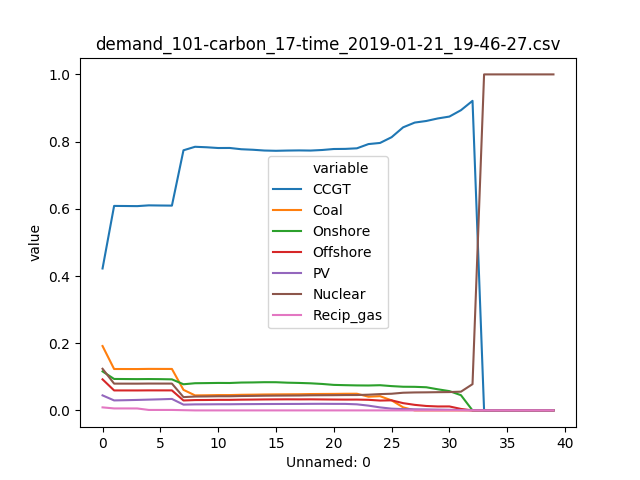 demand_101-carbon_17-time_2019-01-21_19-46-27.csv
1.0
0.8
0.6
0.4
0.2
0.0
value
variable
CCGT
Coal
Onshore
Offshore
PV
Nuclear
Recip_gas
0 5 10 15 20 25 30 35 40
Unnamed: 0